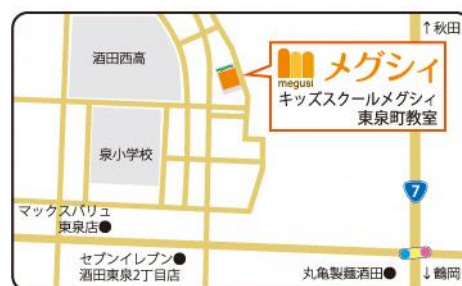 酒田西高
↑秋田
megusi
メグシィ
キッズスクールメグシィ
東泉町教室
泉小学校
7
マックスバリュ
東泉店●
セブンイレブン●
酒田東泉2丁目店
丸亀製麺酒田●
↓鶴岡